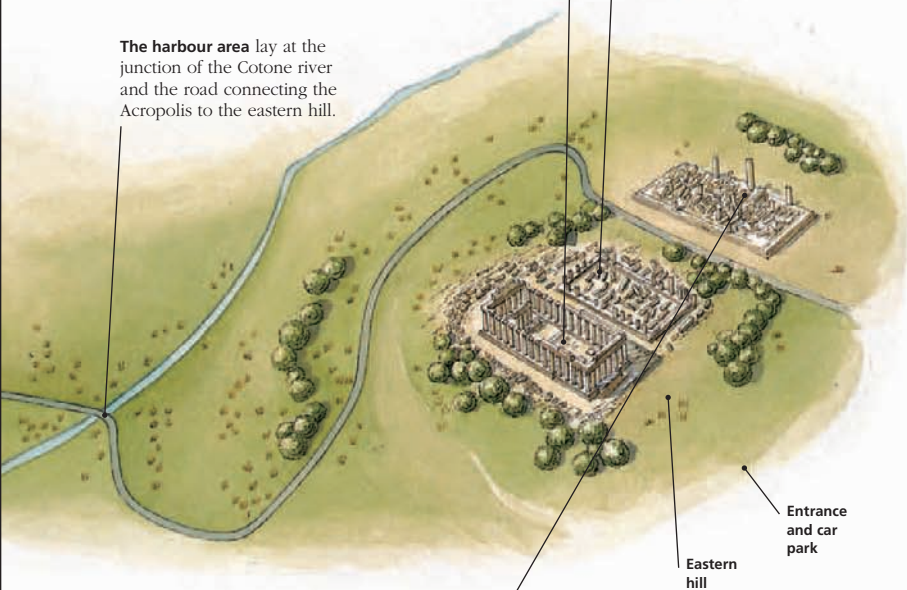 The harbour area lay at the
junction of the Cotone river
and the road connecting the
Acropolis to the eastern hill.
Entrance
and car
park
Eastern
hill